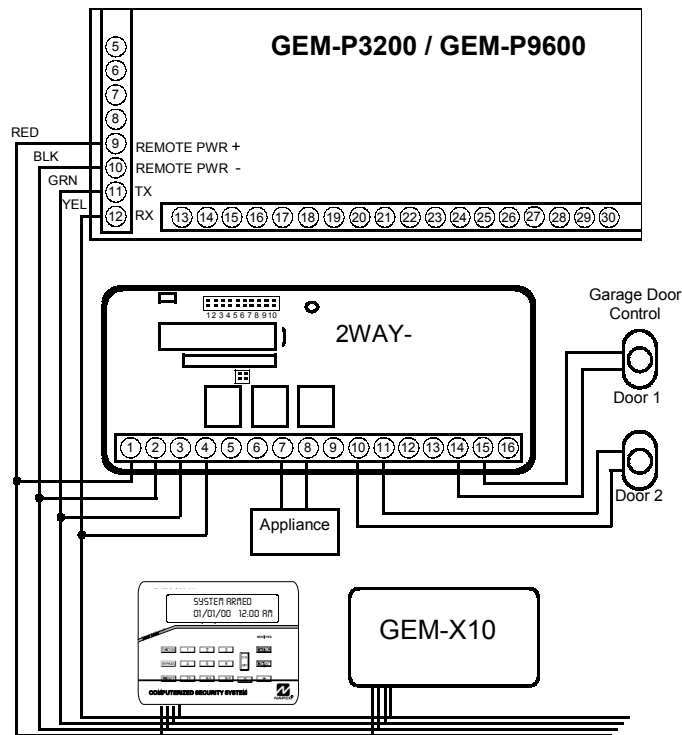 GEM-P3200 / GEM-P9600
5
6
7
8
RED
9 REMOTE PWR +
BLK
10 REMOTE PWR -
GRN
11 TX
YEL
12 RX
13 14 15 16 17 18 19 20 21 22 23 24 25 26 27 28 29 30
Garage Door
Control
1 2 3 4 5 6 7 8 9 10
2WAY-
Door 1
1 2 3 4 5 6 7 8 9 10 11 12 13 14 15 16
Door 2
Appliance
SYSTEM ARMED
01/01/00 12:00 AM
GEM-X10
COMPUTERIZED SECURITY SYSTEM
NAPCO